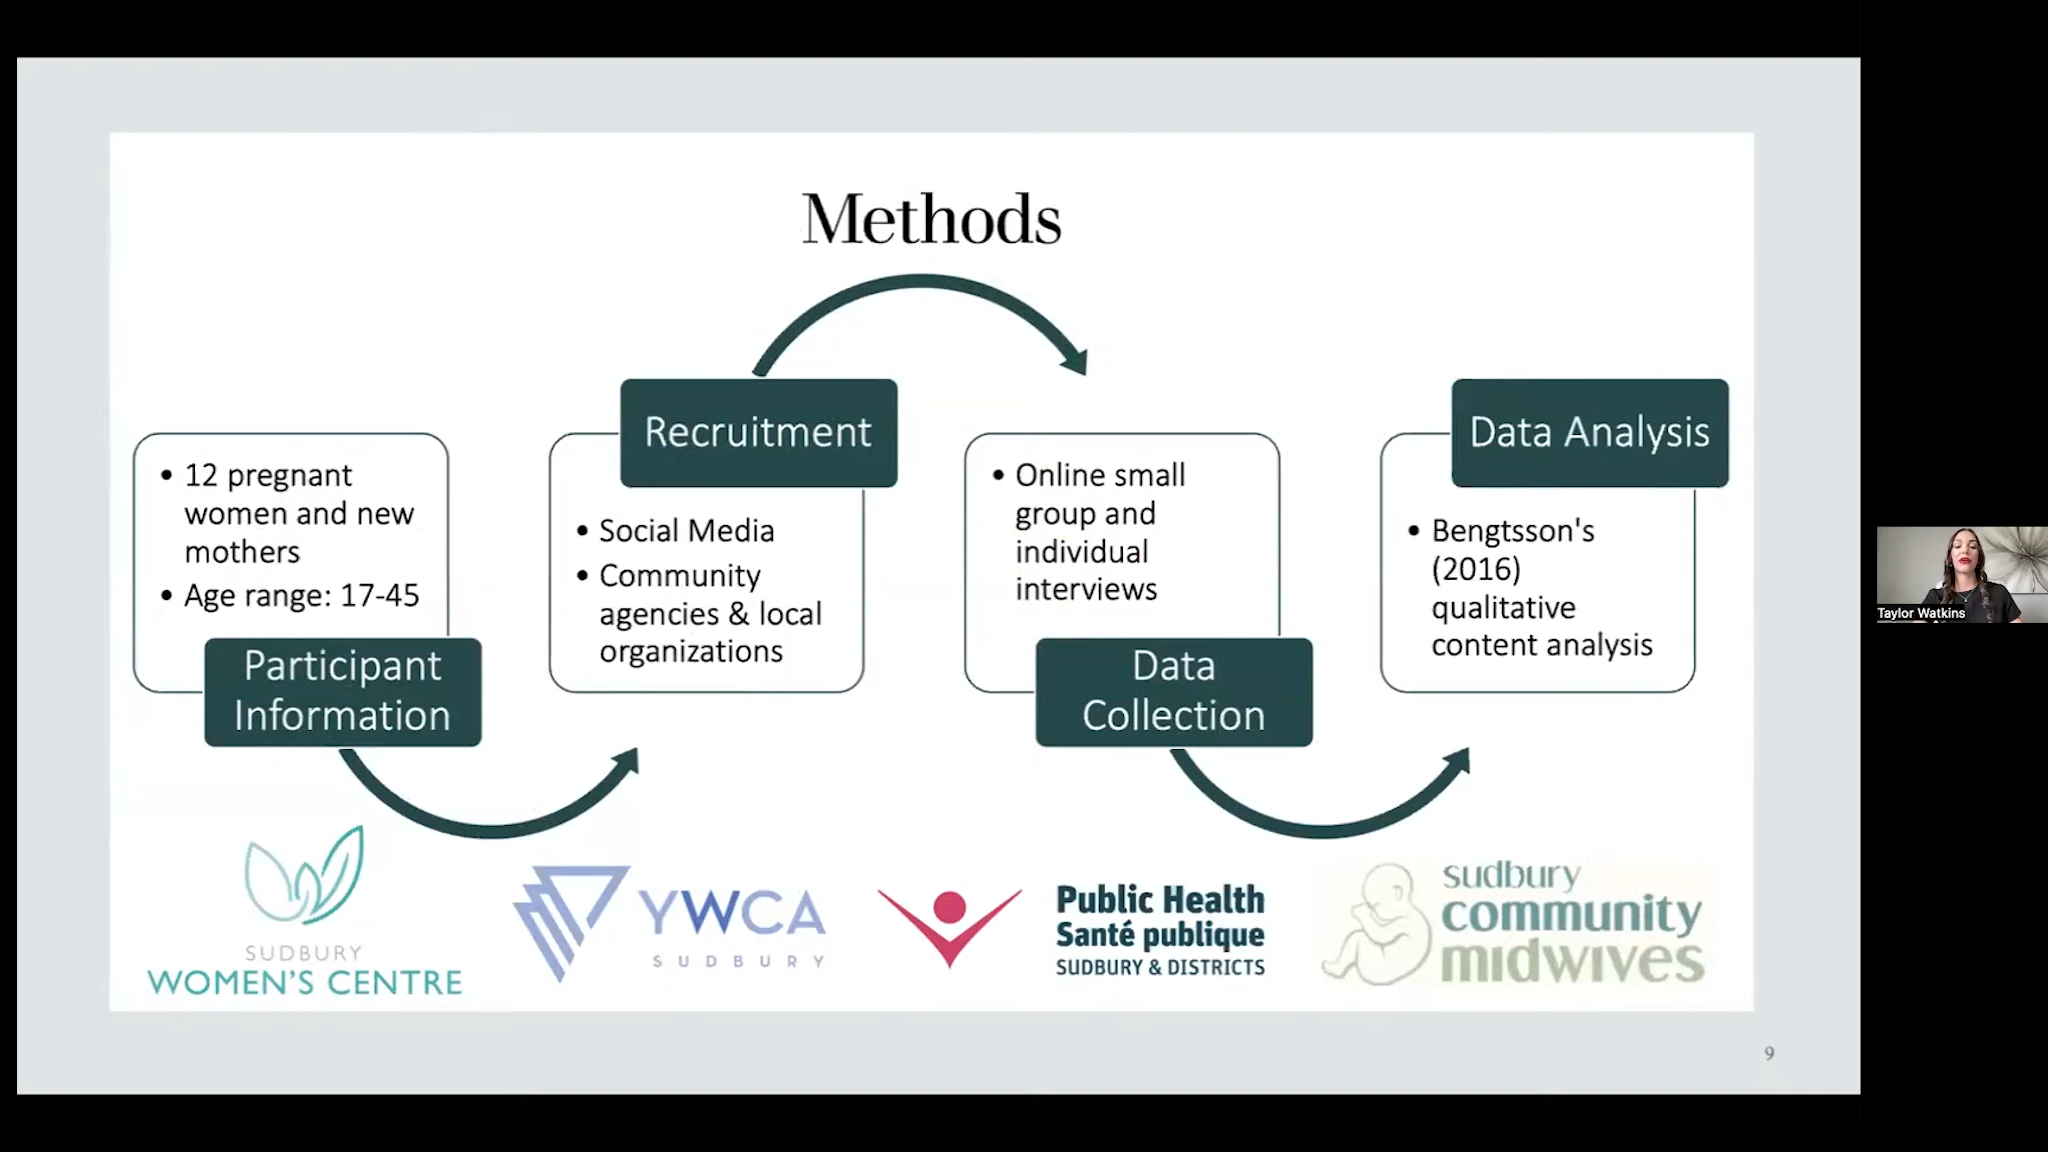 Methods
• 12 pregnant
women and new
mothers
• Age range: 17-45
Participant
Information
Recruitment
• Social Media
• Community
agencies & local
organizations
• Online small
group and
individual
interviews
Data
Collection
Data Analysis
• Bengtsson's
(2016)
qualitative
content analysis
SUDBURY
WOMEN'S CENTRE
YWCA
SUDBURY
Public Health
Santé publique
SUDBURY & DISTRICTS
sudbury
community
midwives
9
Taylor Watkins